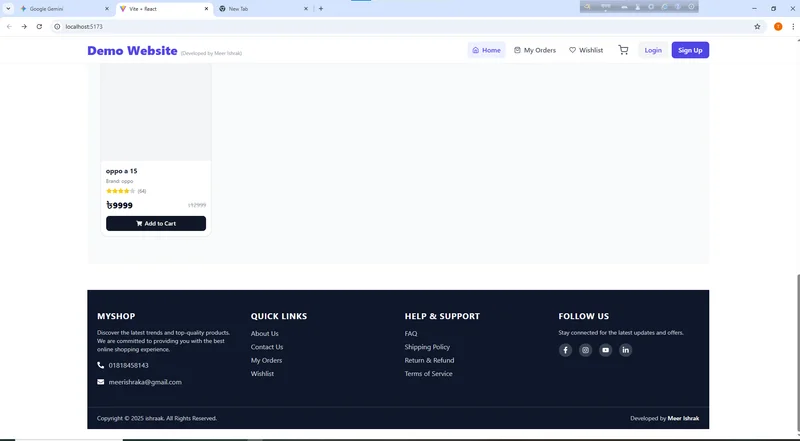 Google Gemini
Vite + React
New Tab
localhost:5173
Demo Website (Developed by Meer Ishrak)
Home
My Orders
Wishlist
Login
Sign Up
oppo a 15
Brand: oppo
(64)
৳9999
৳12999
Add to Cart
MYSHOP
Discover the latest trends and top-quality products.
We are committed to providing you with the best
online shopping experience.
01818458143
meerishraka@gmail.com
QUICK LINKS
About Us
Contact Us
My Orders
Wishlist
HELP & SUPPORT
FAQ
Shipping Policy
Return & Refund
Terms of Service
FOLLOW US
Stay connected for the latest updates and offers.
Copyright © 2025 ishraak. All Rights Reserved.
Developed by Meer Ishrak